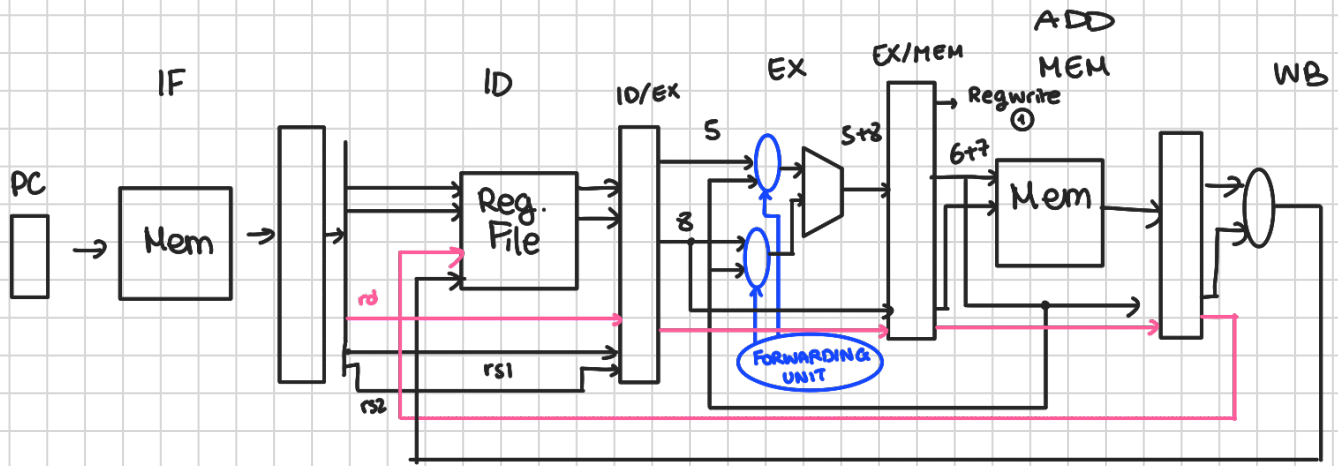 ADD
IF
ID
ID/EX
EX
EX/MEM
MEM
WB
Regwrite
1
PC
Mem
Reg.
File
5
8
5+8
6+7
Mem
rd
rs1
rs2
FORWARDING
UNIT